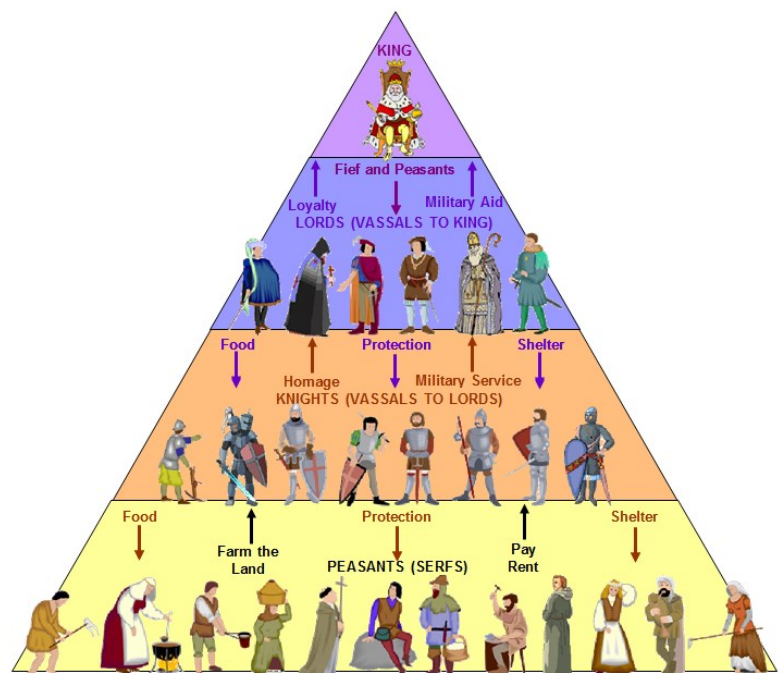 KING
Fief and Peasants
Loyalty
Military Aid
LORDS (VASSALS TO KING)
Food
Protection
Shelter
Homage
Military Service
KNIGHTS (VASSALS TO LORDS)
Food
Protection
Shelter
Farm the
Land
Pay
Rent
PEASANTS (SERFS)